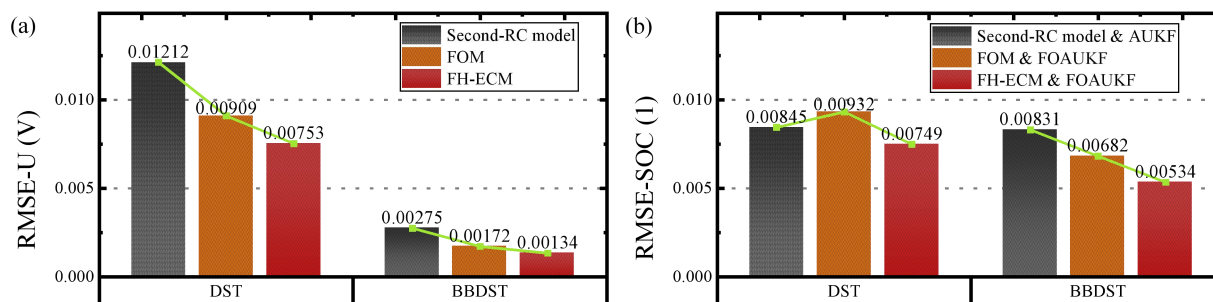 (a)
RMSE-U (V)
0.010
0.005
0.000
Second-RC model
FOM
FH-ECM
0.01212
0.00909
0.00753
0.00275
0.00172
0.00134
DST
BBDST
(b)
RMSE-SOC (1)
0.010
0.005
0.000
Second-RC model & AUKF
FOM & FOAUKF
FH-ECM & FOAUKF
0.00845
0.00932
0.00749
0.00831
0.00682
0.00534
DST
BBDST